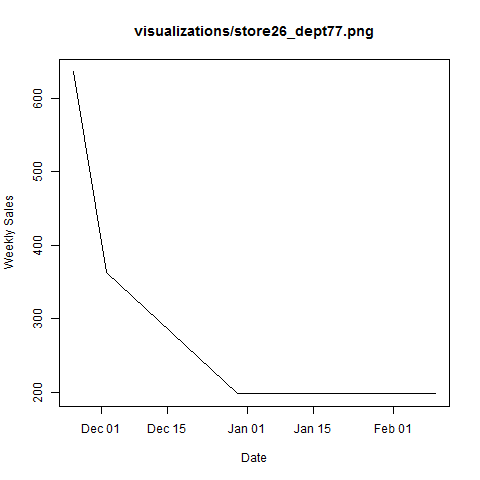 visualizations/store26_dept77.png
Weekly Sales
600
500
400
300
200
Dec 01 Dec 15 Jan 01 Jan 15 Feb 01
Date